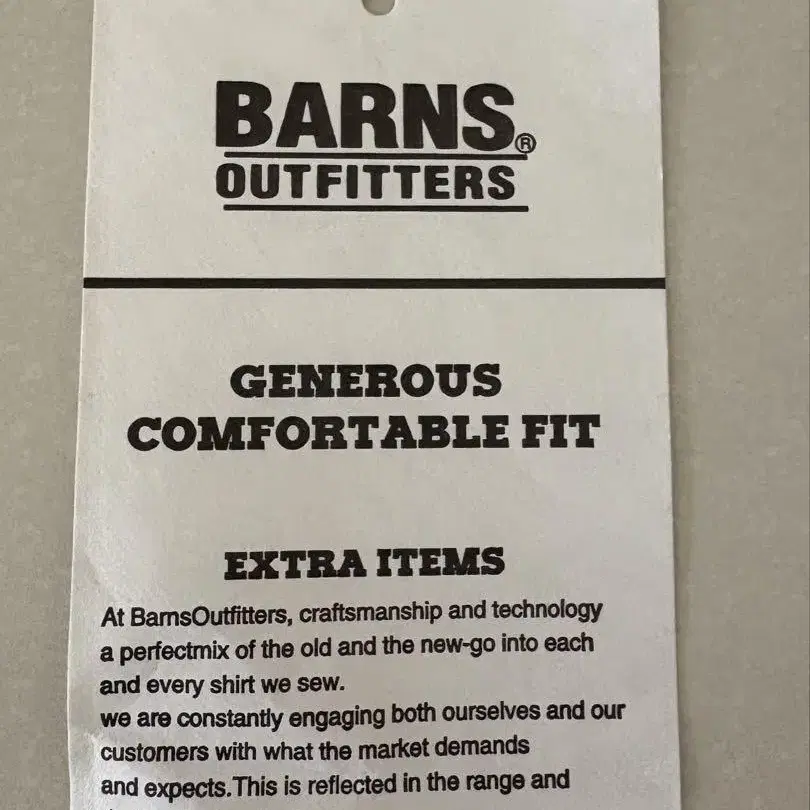 BARNS®
OUTFITTERS
GENEROUS
COMFORTABLE FIT
EXTRA ITEMS
At BarnsOutfitters, craftsmanship and technology
a perfectmix of the old and the new-go into each
and every shirt we sew.
we are constantly engaging both ourselves and our
customers with what the market demands
and expects.This is reflected in the range and